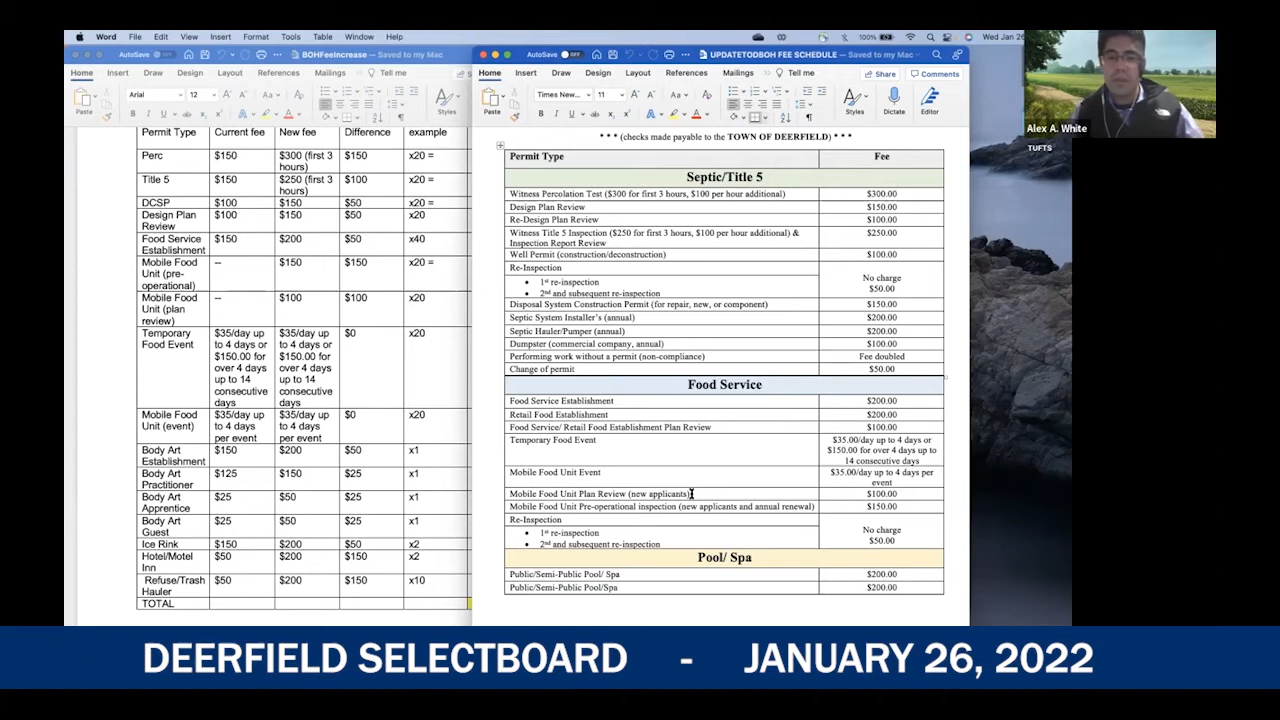 Word File Edit View Insert Format Tools Table Window Help 100% Wed Jan 26
AutoSave BOHFeeIncrease — Saved to my Mac
Home Insert Draw Design Layout References Mailings Tell me
Paste Arial 12 Styles
Permit Type Current fee New fee Difference example
Perc $150 $300 (first 3 hours) $150 x20 =
Title 5 $150 $250 (first 3 hours) $100 x20 =
DCSP $100 $150 $50 x20 =
Design Plan Review $100 $150 $50 x20
Food Service Establishment $150 $200 $50 x40
Mobile Food Unit (pre-operational) -- $150 $150 x20 =
Mobile Food Unit (plan review) -- $100 $100 x20
Temporary Food Event $35/day up to 4 days or $150.00 for over 4 days up to 14 consecutive days $35/day up to 4 days or $150.00 for over 4 days up to 14 consecutive days $0 x20
Mobile Food Unit (event) $35/day up to 4 days per event $35/day up to 4 days per event $0 x20
Body Art Establishment $150 $200 $50 x1
Body Art Practitioner $125 $150 $25 x1
Body Art Apprentice $25 $50 $25 x1
Body Art Guest $25 $50 $25 x1
Ice Rink $150 $200 $50 x2
Hotel/Motel Inn $50 $200 $150 x2
Refuse/Trash Hauler $50 $200 $150 x10
TOTAL
AutoSave OFF UPDATETODBOH FEE SCHEDULE — Saved to my Mac
Home Insert Draw Design Layout References Mailings Tell me Share Comments
Paste Times New... 11 Styles Dictate Editor
* * * (checks made payable to the TOWN OF DEERFIELD) * * *
Permit Type Fee
Septic/Title 5
Witness Percolation Test ($300 for first 3 hours, $100 per hour additional) $300.00
Design Plan Review $150.00
Re-Design Plan Review $100.00
Witness Title 5 Inspection ($250 for first 3 hours, $100 per hour additional) & $250.00
Inspection Report Review
Well Permit (construction/deconstruction) $100.00
Re-Inspection
• 1st re-inspection No charge
• 2nd and subsequent re-inspection $50.00
Disposal System Construction Permit (for repair, new, or component) $150.00
Septic System Installer's (annual) $200.00
Septic Hauler/Pumper (annual) $200.00
Dumpster (commercial company, annual) $100.00
Performing work without a permit (non-compliance) Fee doubled
Change of permit $50.00
Food Service
Food Service Establishment $200.00
Retail Food Establishment $200.00
Food Service/ Retail Food Establishment Plan Review $100.00
Temporary Food Event $35.00/day up to 4 days or
$150.00 for over 4 days up to
14 consecutive days
Mobile Food Unit Event $35.00/day up to 4 days per
event
Mobile Food Unit Plan Review (new applicants) $100.00
Mobile Food Unit Pre-operational inspection (new applicants and annual renewal) $150.00
Re-Inspection
• 1st re-inspection No charge
• 2nd and subsequent re-inspection $50.00
Pool/ Spa
Public/Semi-Public Pool/ Spa $200.00
Public/Semi-Public Pool/Spa $200.00
Alex A. White
TUFTS
DEERFIELD SELECTBOARD - JANUARY 26, 2022